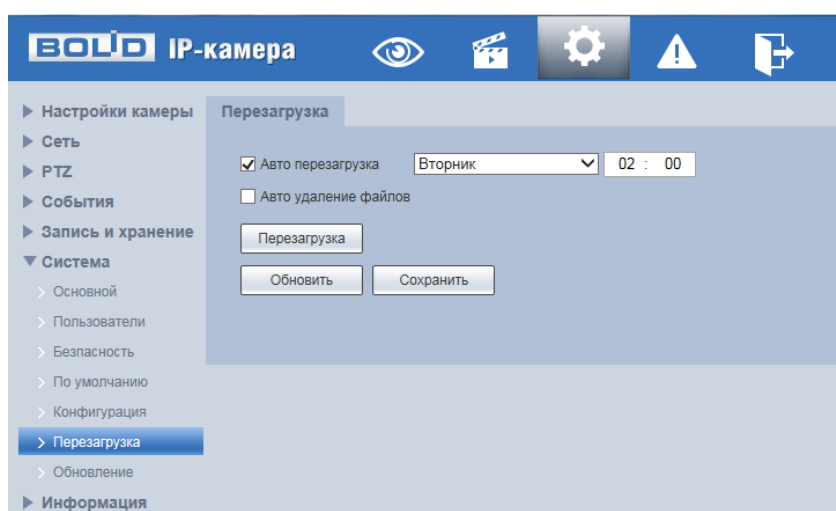 BOLID IP-камера
Настройки камеры
Сеть
PTZ
События
Запись и хранение
Система
Основной
Пользователи
Безпасность
По умолчанию
Конфигурация
Перезагрузка
Обновление
Информация
Перезагрузка
Авто перезагрузка Вторник 02 : 00
Авто удаление файлов
Перезагрузка
Обновить Сохранить